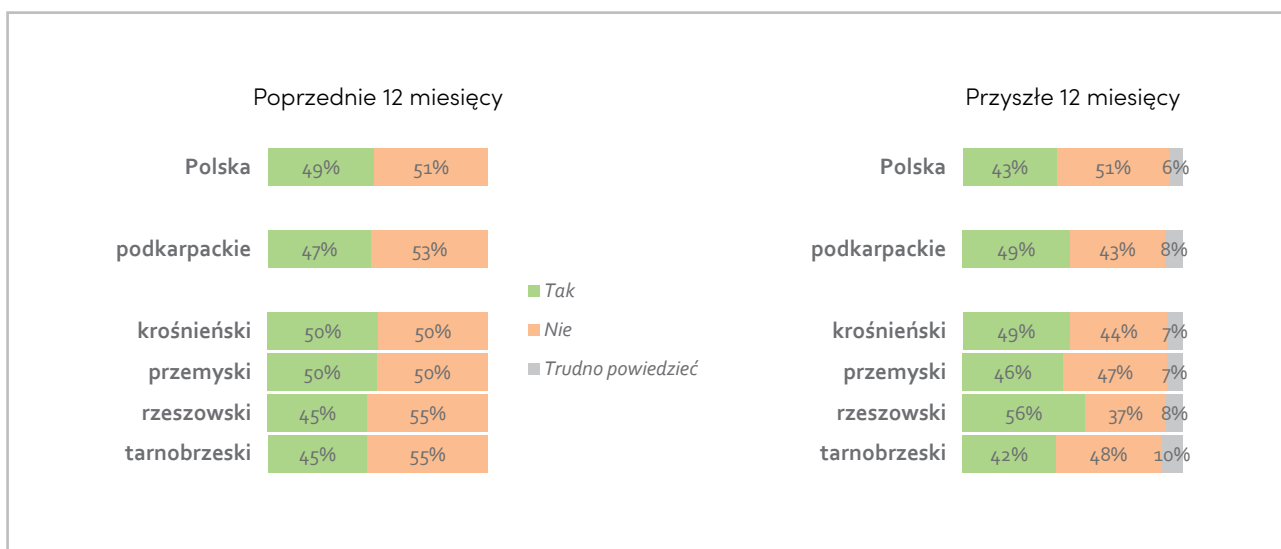 Poprzednie 12 miesięcy
Polska 49% 51%
podkarpackie 47% 53%
krośnieński 50% 50%
przemyski 50% 50%
rzeszowski 45% 55%
tarnobrzeski 45% 55%
Tak
Nie
Trudno powiedzieć
Przyszłe 12 miesięcy
Polska 43% 51% 6%
podkarpackie 49% 43% 8%
krośnieński 49% 44% 7%
przemyski 46% 47% 7%
rzeszowski 56% 37% 8%
tarnobrzeski 42% 48% 10%